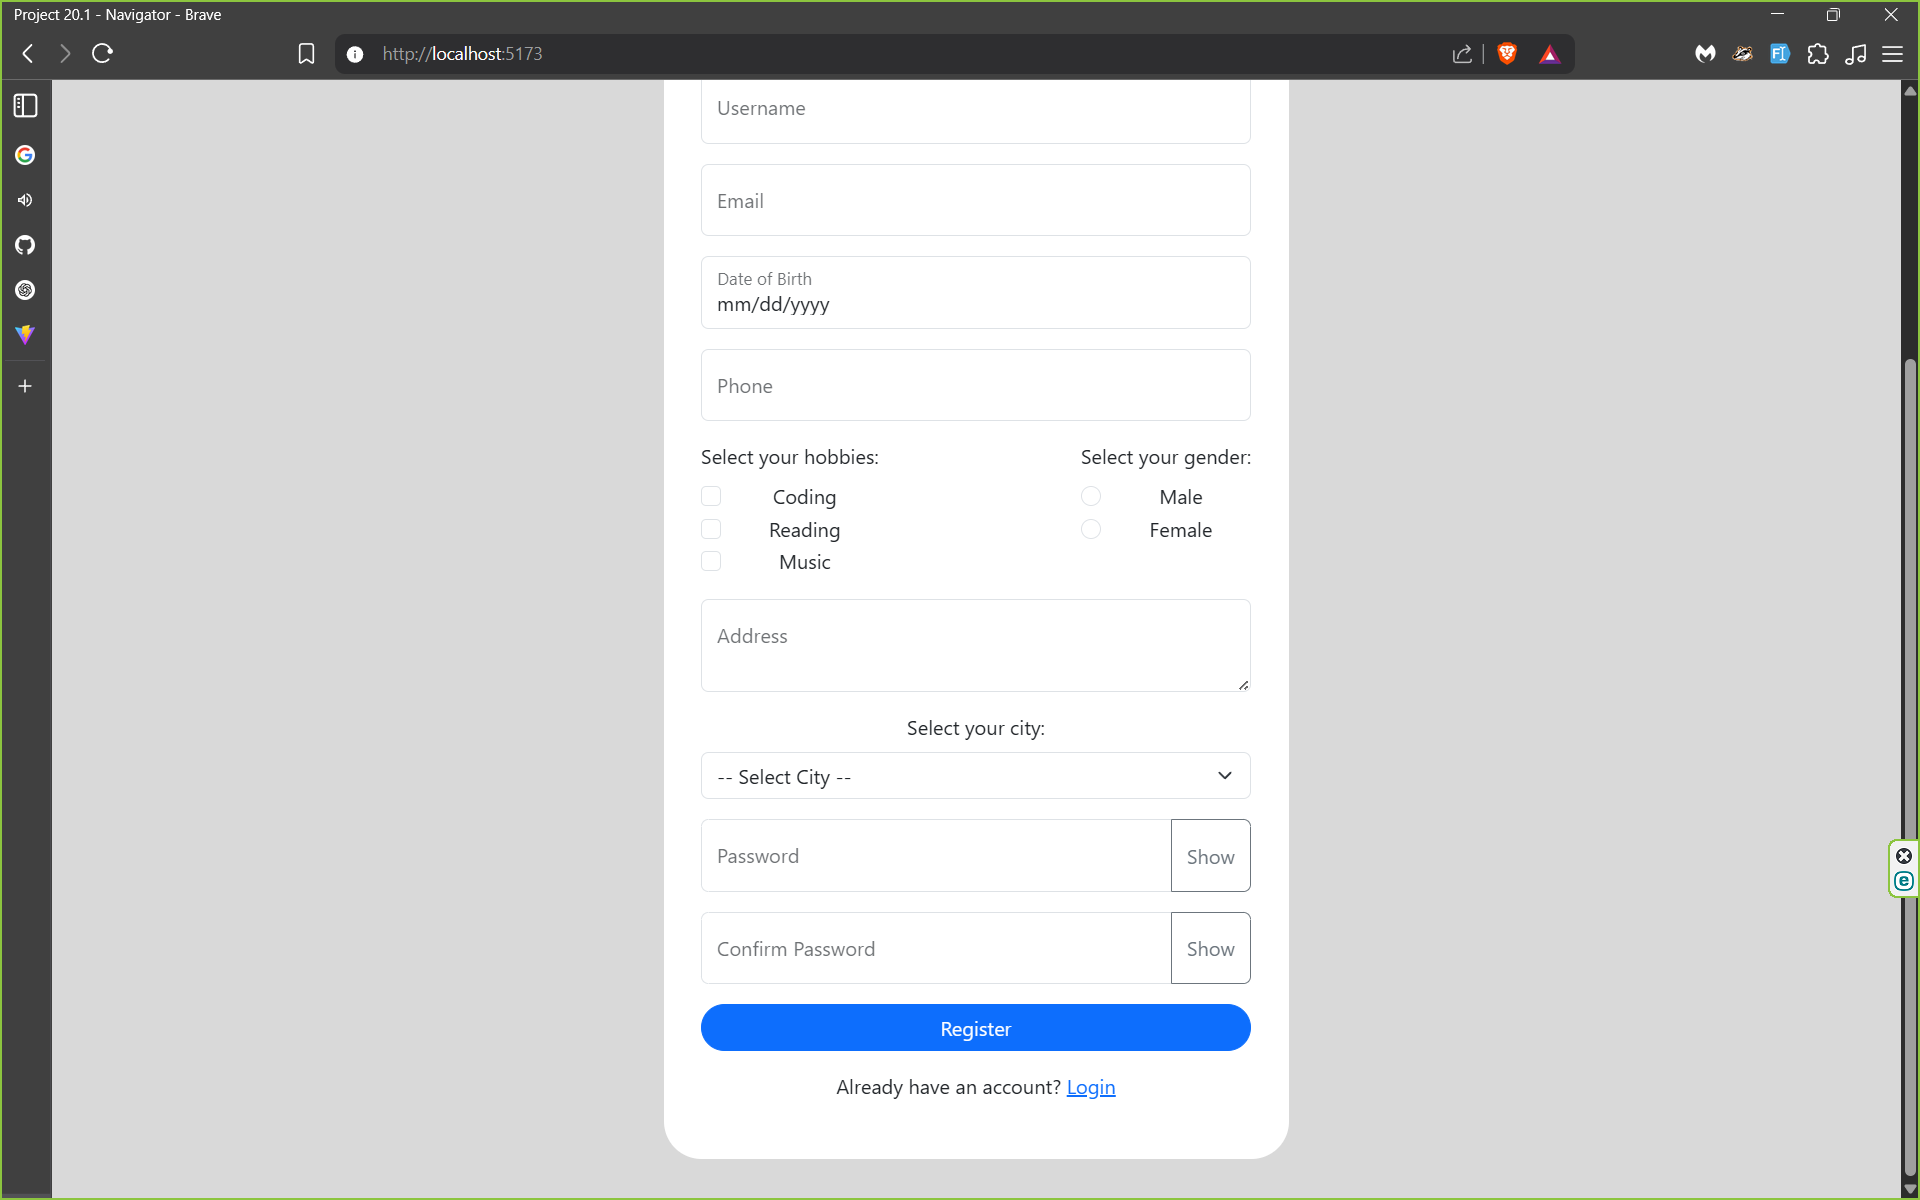 Project 20.1 - Navigator - Brave
http://localhost:5173
Username
Email
Date of Birth
mm/dd/yyyy
Phone
Select your hobbies:
Coding
Reading
Music
Select your gender:
Male
Female
Address
Select your city:
-- Select City --
Password
Show
Confirm Password
Show
Register
Already have an account? Login